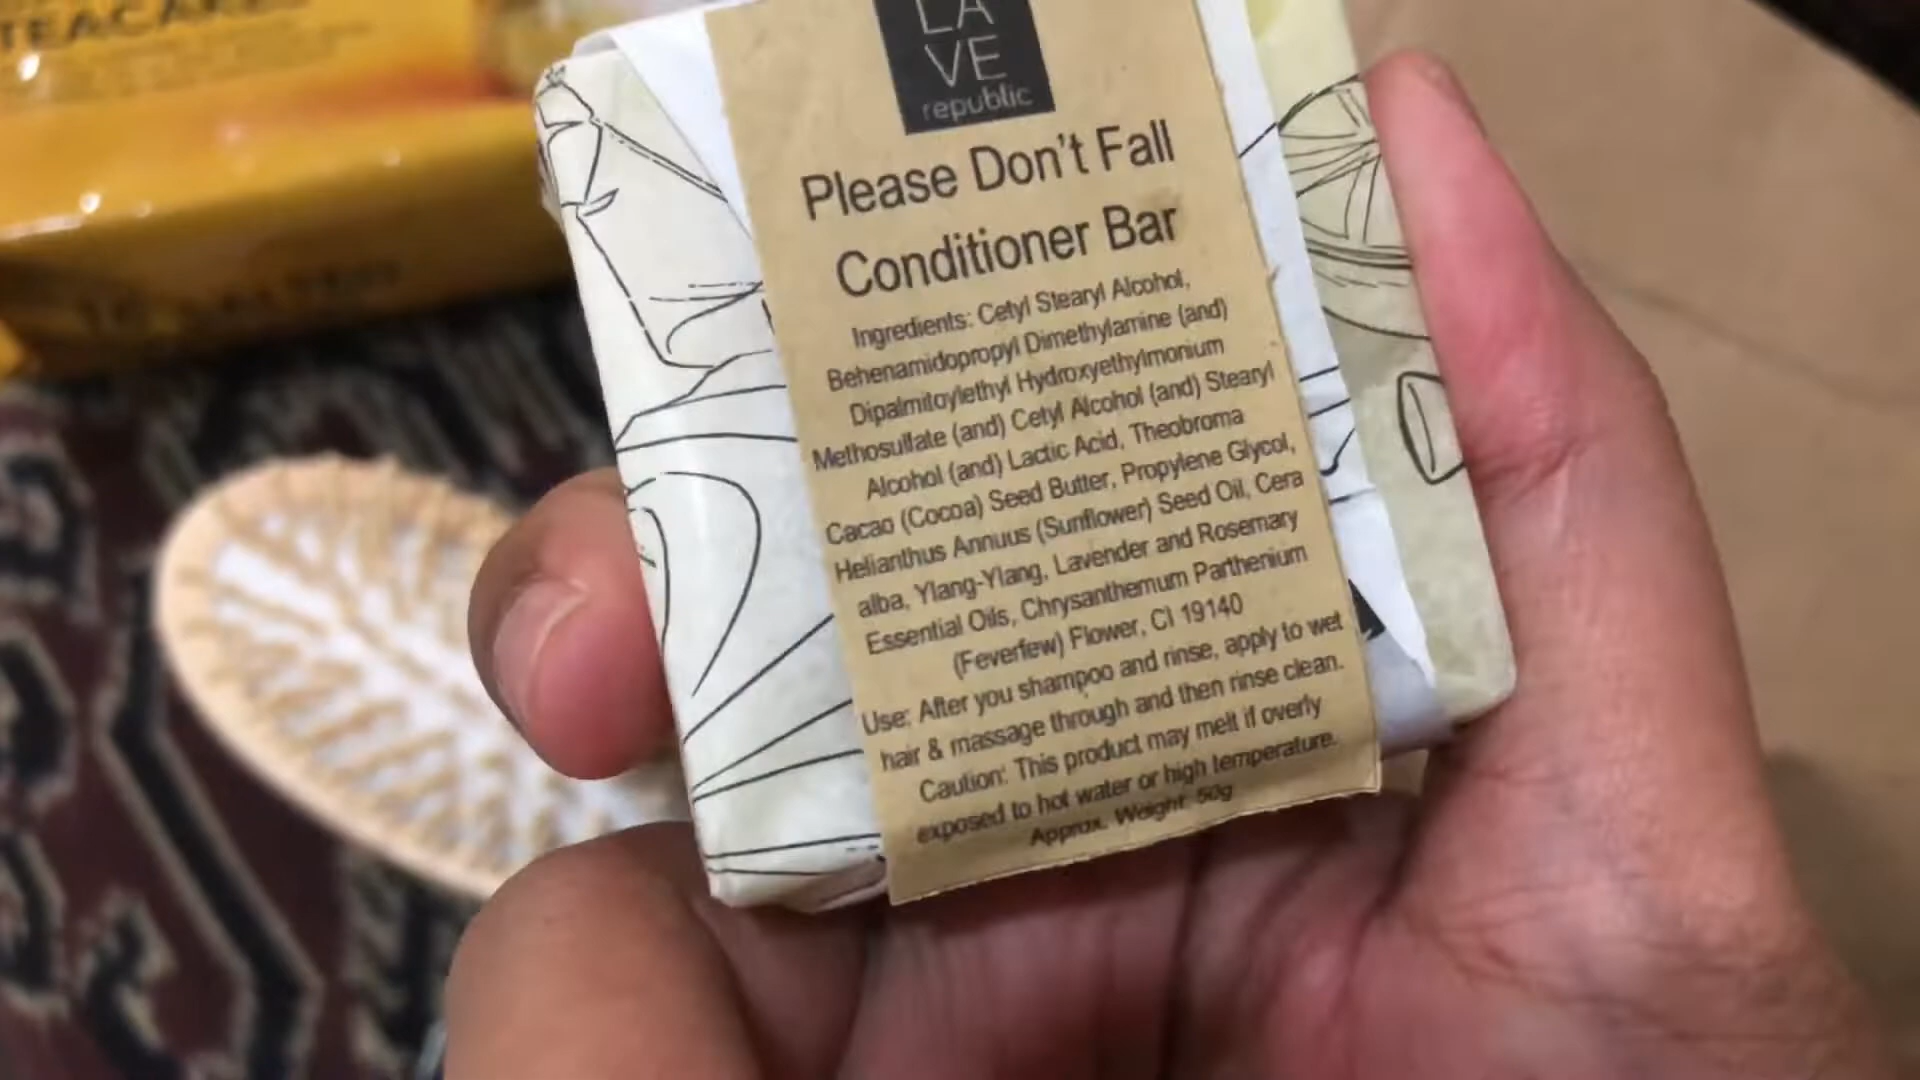 TEACAKE
LA
VE
republic
Please Don't Fall
Conditioner Bar
Ingredients: Cetyl Stearyl Alcohol,
Behenamidopropyl Dimethylamine (and)
Dipalmitoylethyl Hydroxyethylmonium
Methosulfate (and) Cetyl Alcohol (and) Stearyl
Alcohol (and) Lactic Acid, Theobroma
Cacao (Cocoa) Seed Butter, Propylene Glycol,
Helianthus Annuus (Sunflower) Seed Oil, Cera
alba, Ylang-Ylang, Lavender and Rosemary
Essential Oils, Chrysanthemum Parthenium
(Feverfew) Flower, CI 19140
Use: After you shampoo and rinse, apply to wet
hair & massage through and then rinse clean.
Caution: This product may melt if overly
exposed to hot water or high temperature.
Approx. Weight: 50g